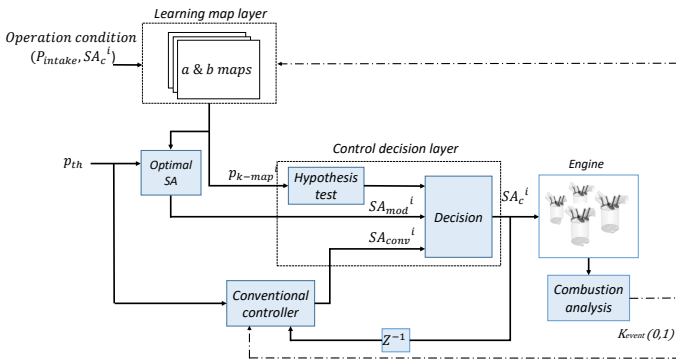 Learning map layer
Operation condition
(P_intake, SA_c^i)
a & b maps
Control decision layer
Engine
p_th
Optimal
SA
p_k−map^i
Hypothesis
test
SA_c^i
SA_mod^i
Decision
SA_conv^i
Conventional
controller
Combustion
analysis
Z^−1
K_event(0,1)